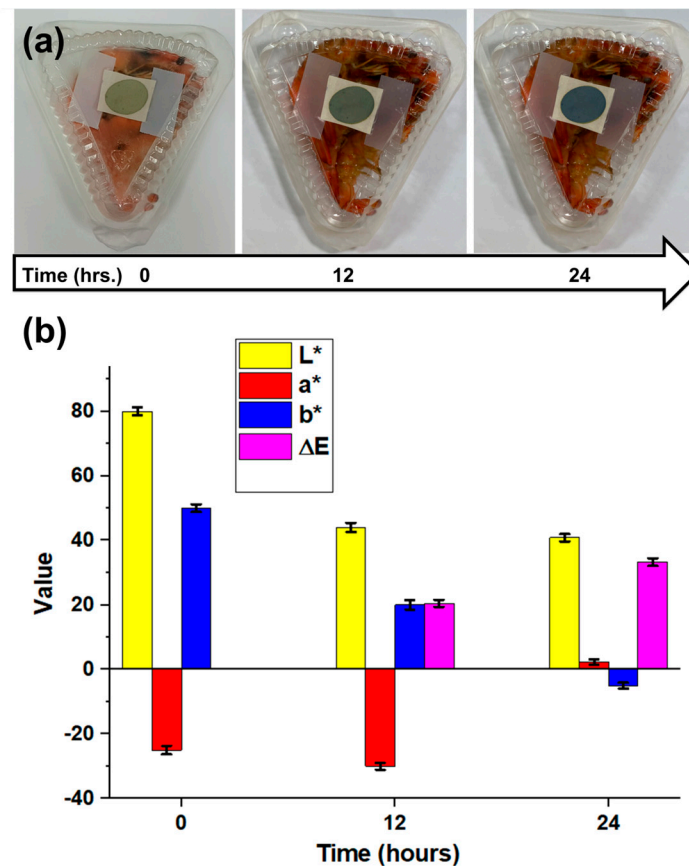 (a)
Time (hrs.) 0 12 24
(b)
L*
a*
b*
ΔE
80
60
40
20
0
-20
-40
Value
0 12 24
Time (hours)